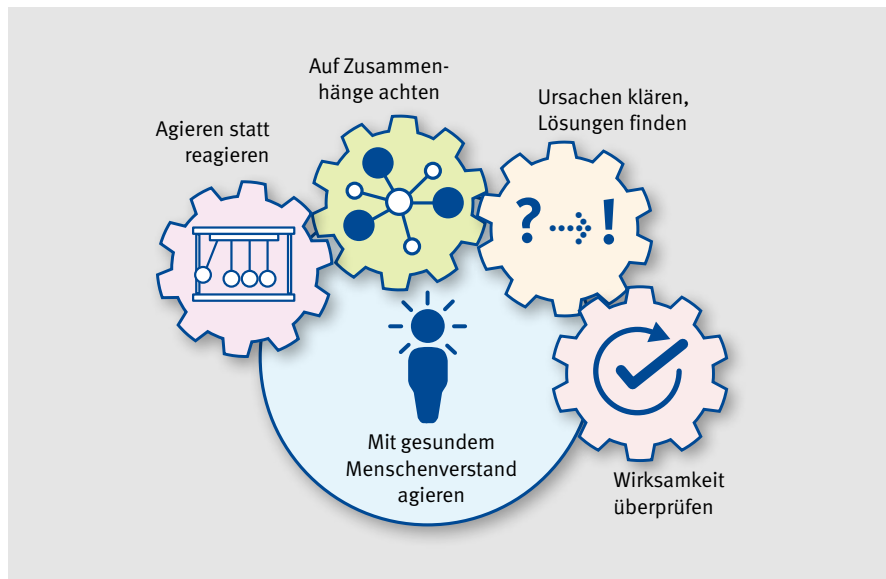 Auf Zusammen-
hänge achten
Ursachen klären,
Lösungen finden
Agieren statt
reagieren
? !
Mit gesundem
Menschenverstand
agieren
Wirksamkeit
überprüfen